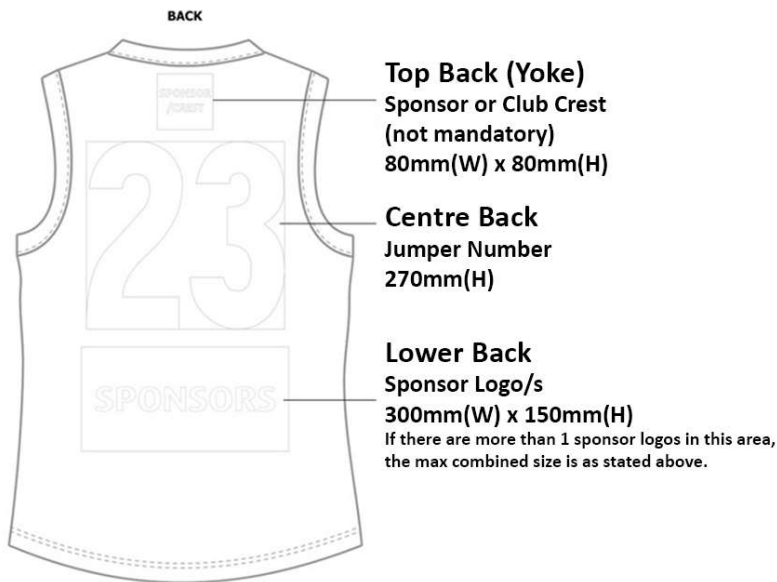 BACK
SPONSOR
/CREST
Top Back (Yoke)
Sponsor or Club Crest
(not mandatory)
80mm(W) x 80mm(H)
23
Centre Back
Jumper Number
270mm(H)
SPONSORS
Lower Back
Sponsor Logo/s
300mm(W) x 150mm(H)
If there are more than 1 sponsor logos in this area,
the max combined size is as stated above.